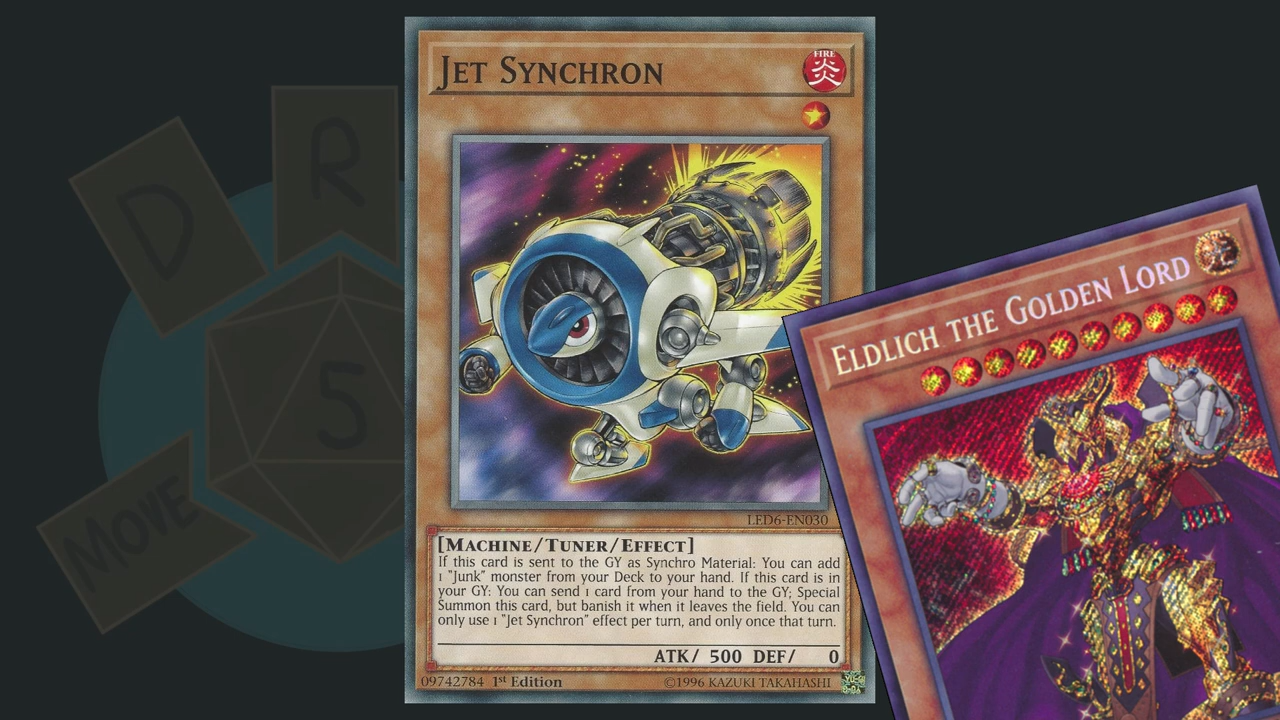 D
R
5
MOVE
JET SYNCHRON
FIRE
炎
LED6-EN030
[MACHINE/TUNER/EFFECT]
If this card is sent to the GY as Synchro Material: You can add
1 "Junk" monster from your Deck to your hand. If this card is in
your GY: You can send 1 card from your hand to the GY; Special
Summon this card, but banish it when it leaves the field. You can
only use 1 "Jet Synchron" effect per turn, and only once that turn.
ATK/ 500 DEF/ 0
09742784 1st Edition
©1996 KAZUKI TAKAHASHI
ELDLICH THE GOLDEN LORD